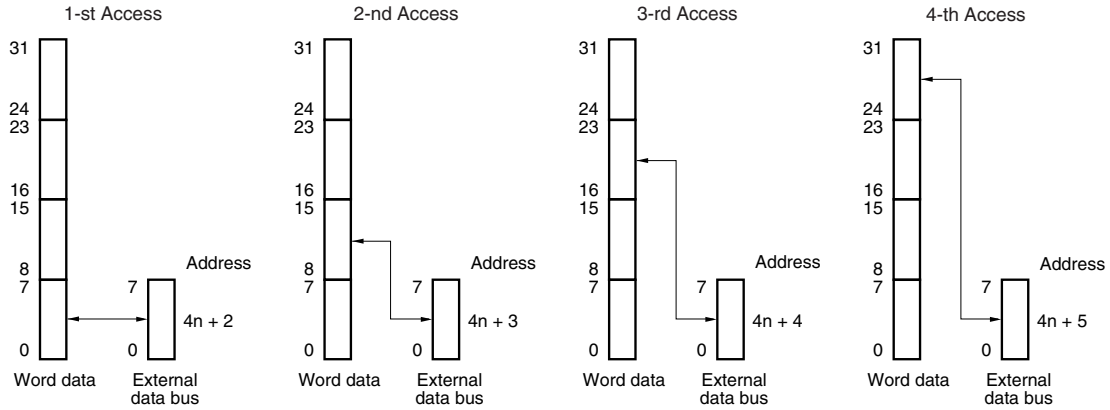 1-st Access
31
24
23
16
15
8
7
0
Address
7
4n + 2
0
Word data
External
data bus
2-nd Access
31
24
23
16
15
8
7
0
Address
7
4n + 3
0
Word data
External
data bus
3-rd Access
31
24
23
16
15
8
7
0
Address
7
4n + 4
0
Word data
External
data bus
4-th Access
31
24
23
16
15
8
7
0
Address
7
4n + 5
0
Word data
External
data bus